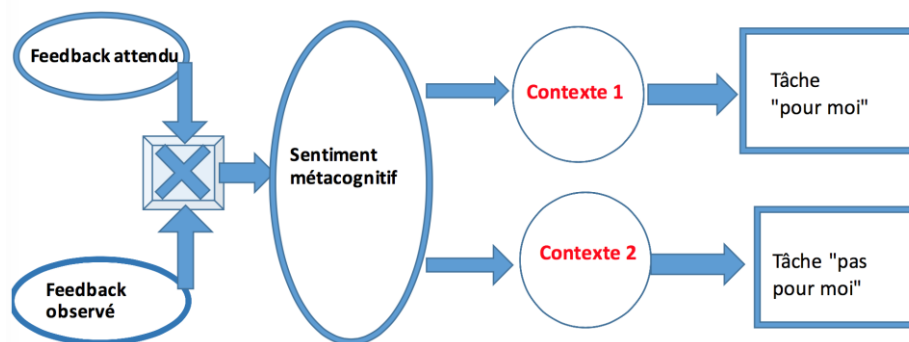 Feedback attendu
Feedback
observé
Sentiment
métacognitif
Contexte 1
Tâche
"pour moi"
Contexte 2
Tâche "pas
pour moi"